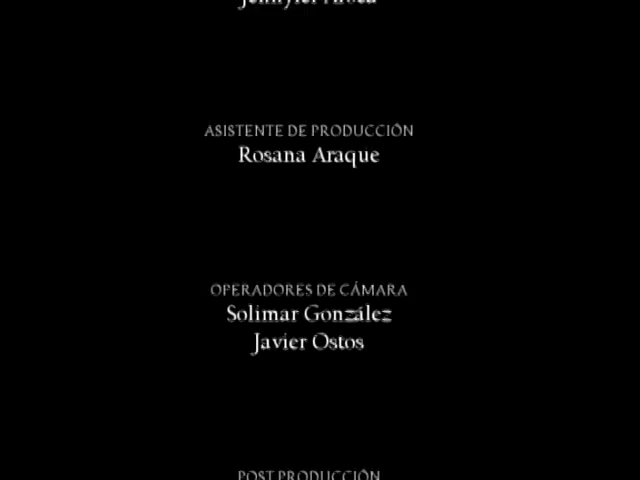 ASISTENTE DE PRODUCCIÓN
Rosana Araque
OPERADORES DE CÁMARA
Solimar González
Javier Ostos
POST PRODUCCIÓN